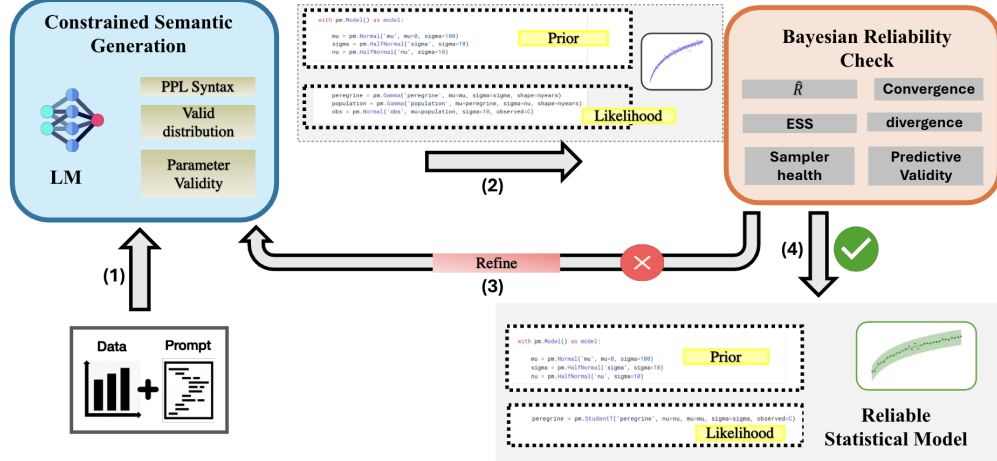 Constrained Semantic
Generation
PPL Syntax
Valid
distribution
Parameter
Validity
LM
with pm.Model() as model:
mu = pm.Normal('mu', mu=0, sigma=100)
sigma = pm.HalfNormal('sigma', sigma=10)
nu = pm.HalfNormal('nu', sigma=10)
Prior
peregrine = pm.Gamma('peregrine', mu=mu, sigma=sigma, shape=nyears)
population = pm.Gamma('population', mu=peregrine, sigma=nu, shape=nyears)
obs = pm.Normal('obs', mu=population, sigma=10, observed=C)
Likelihood
(2)
Bayesian Reliability
Check
R̂
Convergence
ESS
divergence
Sampler
health
Predictive
Validity
(1)
Refine
(3)
(4)
Data
Prompt
with pm.Model() as model:
mu = pm.Normal('mu', mu=0, sigma=100)
sigma = pm.HalfNormal('sigma', sigma=10)
nu = pm.HalfNormal('nu', sigma=10)
Prior
peregrine = pm.StudentT('peregrine', nu=nu, mu=mu, sigma=sigma, observed=C)
Likelihood
Reliable
Statistical Model